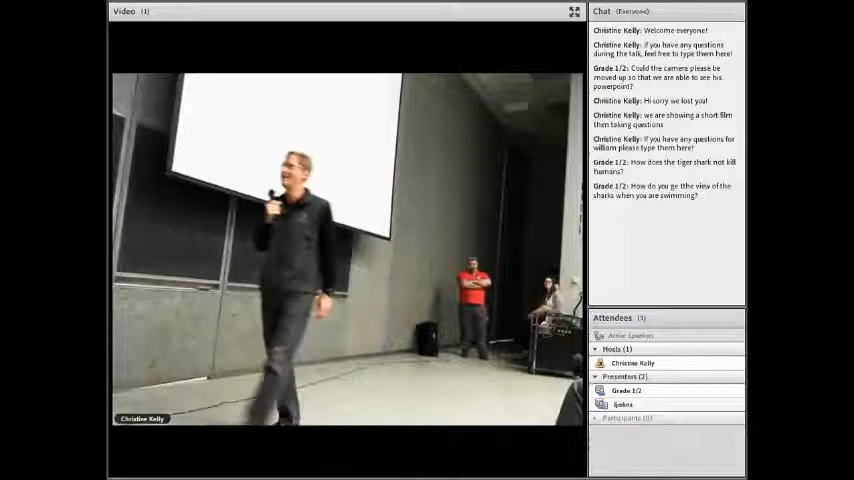 Video (1)
Chat (Everyone)
Christine Kelly: Welcome everyone!
Christine Kelly: If you have any questions
during the talk, feel free to type them here!
Grade 1/2: Could the camera please be
moved up so that we are able to see his
powerpoint?
Christine Kelly: Hi sorry we lost you!
Christine Kelly: we are showing a short film
then taking questions
Christine Kelly: If you have any questions for
william please type them here!
Grade 1/2: How does the tiger shark not kill
humans?
Grade 1/2: How do you ge tthe view of the
sharks when you are swimming?
Christine Kelly
Attendees (3)
Active Speakers
Hosts (1)
Christine Kelly
Presenters (2)
Grade 1/2
ljohns
Participants (0)